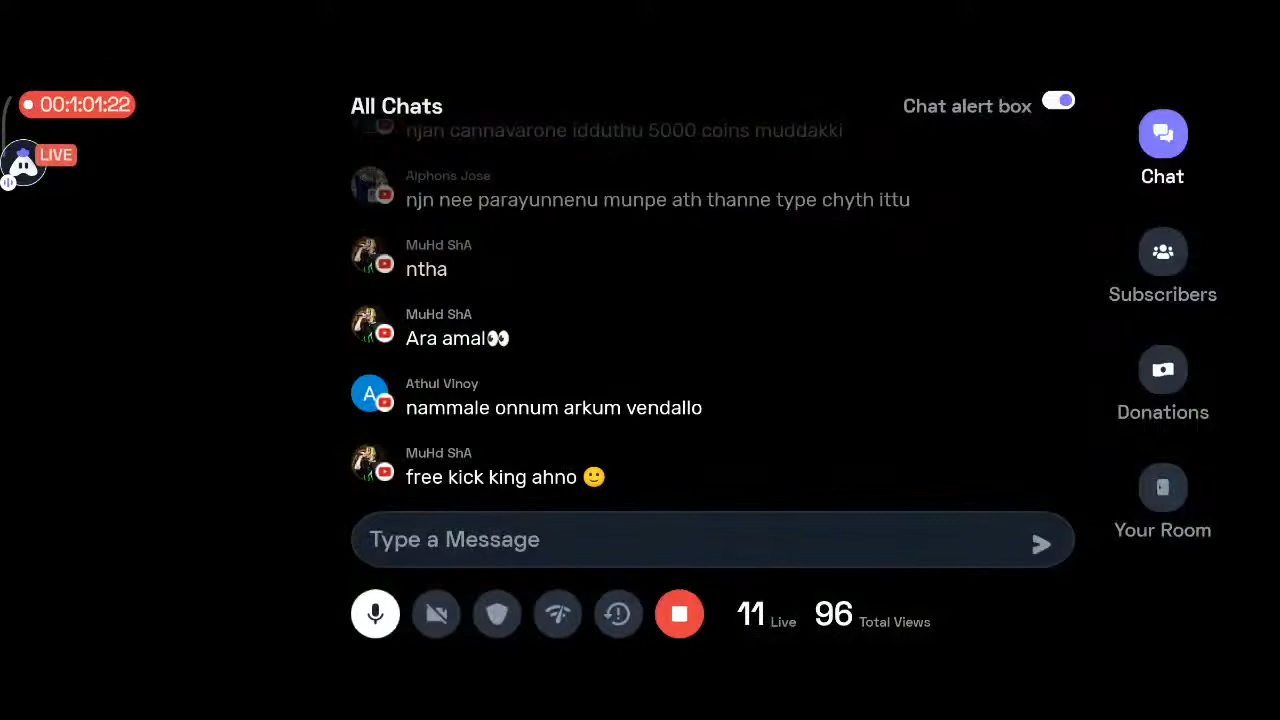 00:1:01:22
LIVE
All Chats
Chat alert box
njan cannavarone idduthu 5000 coins muddakki
Alphons Jose
njn nee parayunnenu munpe ath thanne type chyth ittu
MuHd ShA
ntha
MuHd ShA
Ara amal👀
A
Athul VInoy
nammale onnum arkum vendallo
MuHd ShA
free kick king ahno 🙂
Type a Message
11 Live 96 Total Views
Chat
Subscribers
Donations
Your Room